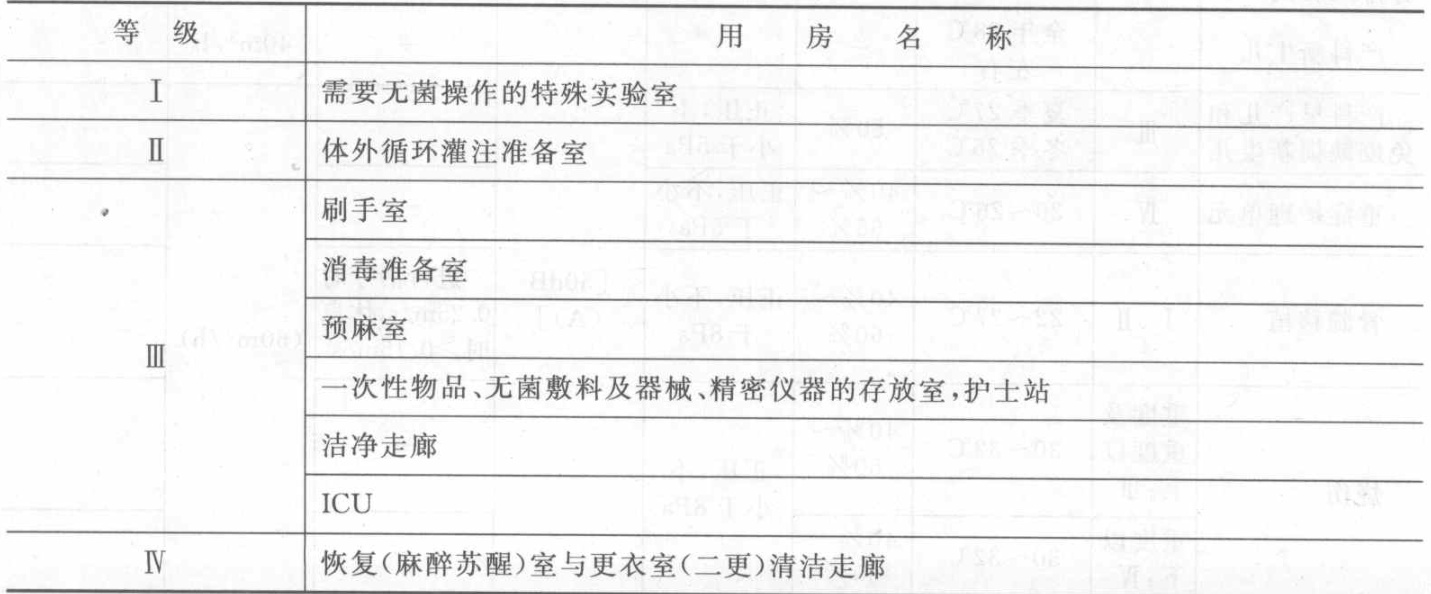 等级 用房名称
Ⅰ 需要无菌操作的特殊实验室
Ⅱ 体外循环灌注准备室
刷手室
消毒准备室
预麻室
Ⅲ 一次性物品、无菌敷料及器械、精密仪器的存放室,护士站
洁净走廊
ICU
Ⅳ 恢复(麻醉苏醒)室与更衣室(二更)清洁走廊